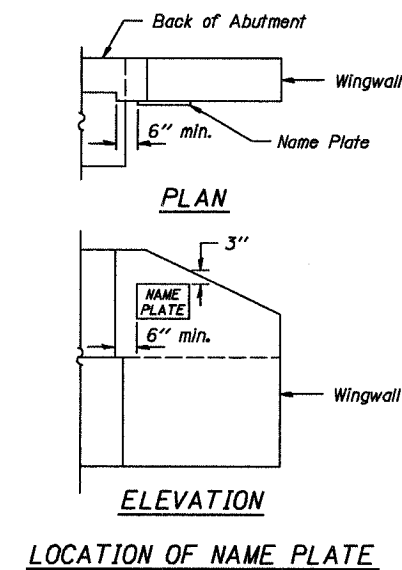 Back of Abutment
Wingwall
6" min.
Name Plate
PLAN
3"
NAME
PLATE
6" min.
Wingwall
ELEVATION
LOCATION OF NAME PLATE